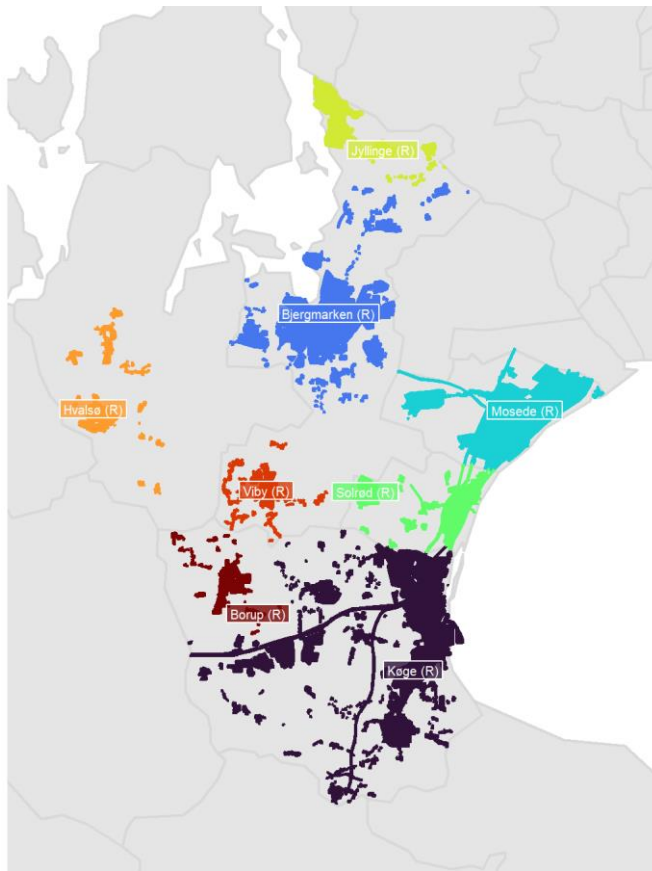 Jyllinge (R)
Bjergmarken (R)
Hvalsø (R)
Mosede (R)
Viby (R)
Solrød (R)
Borup (R)
Køge (R)